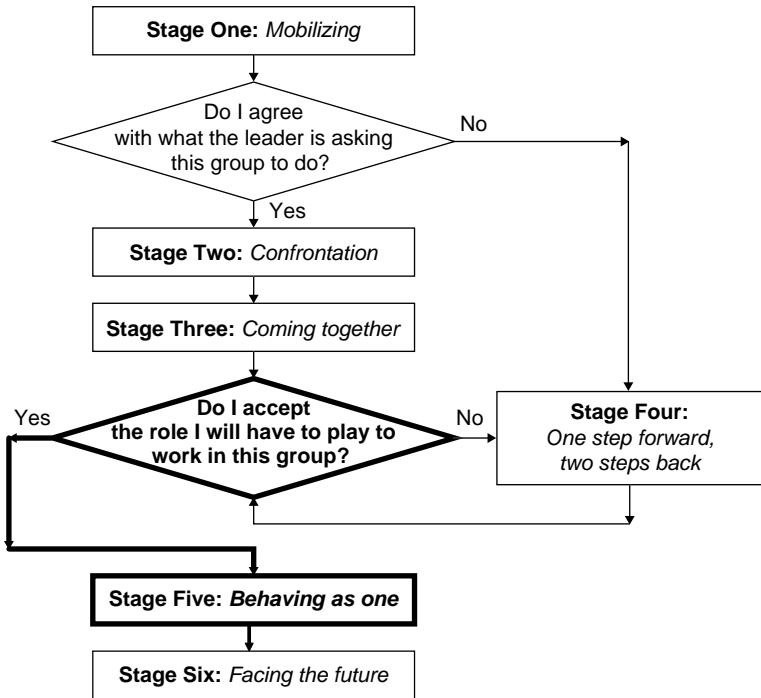 Stage One: Mobilizing
Do I agree
with what the leader is asking
this group to do?
No
Yes
Stage Two: Confrontation
Stage Three: Coming together
Yes
Do I accept
the role I will have to play to
work in this group?
No
Stage Four:
One step forward,
two steps back
Stage Five: Behaving as one
Stage Six: Facing the future